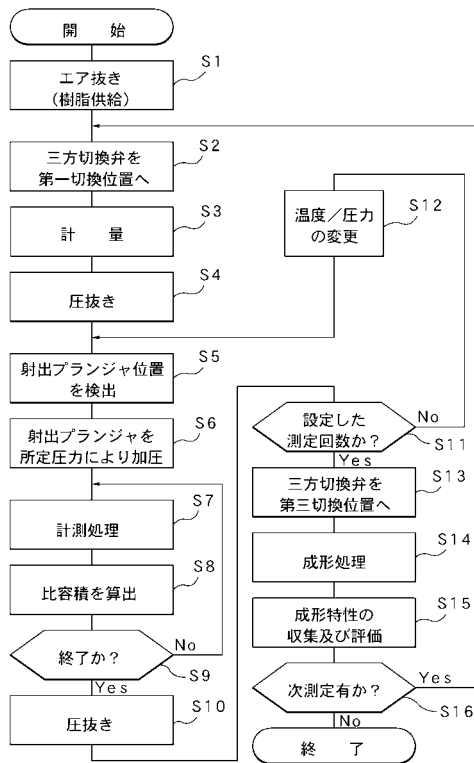 開 始
エア抜き
(樹脂供給)
S1
三方切換弁を
第一切換位置へ
S2
計 量
S3
圧抜き
S4
射出プランジャ位置
を検出
S5
射出プランジャを
所定圧力により加圧
S6
計測処理
S7
比容積を算出
S8
終了か?
No
S9
Yes
圧抜き
S10
設定した
測定回数か?
No
S11
Yes
温度/圧力
の変更
S12
三方切換弁を
第三切換位置へ
S13
成形処理
S14
成形特性の
収集及び評価
S15
次測定有か?
Yes
S16
No
終 了